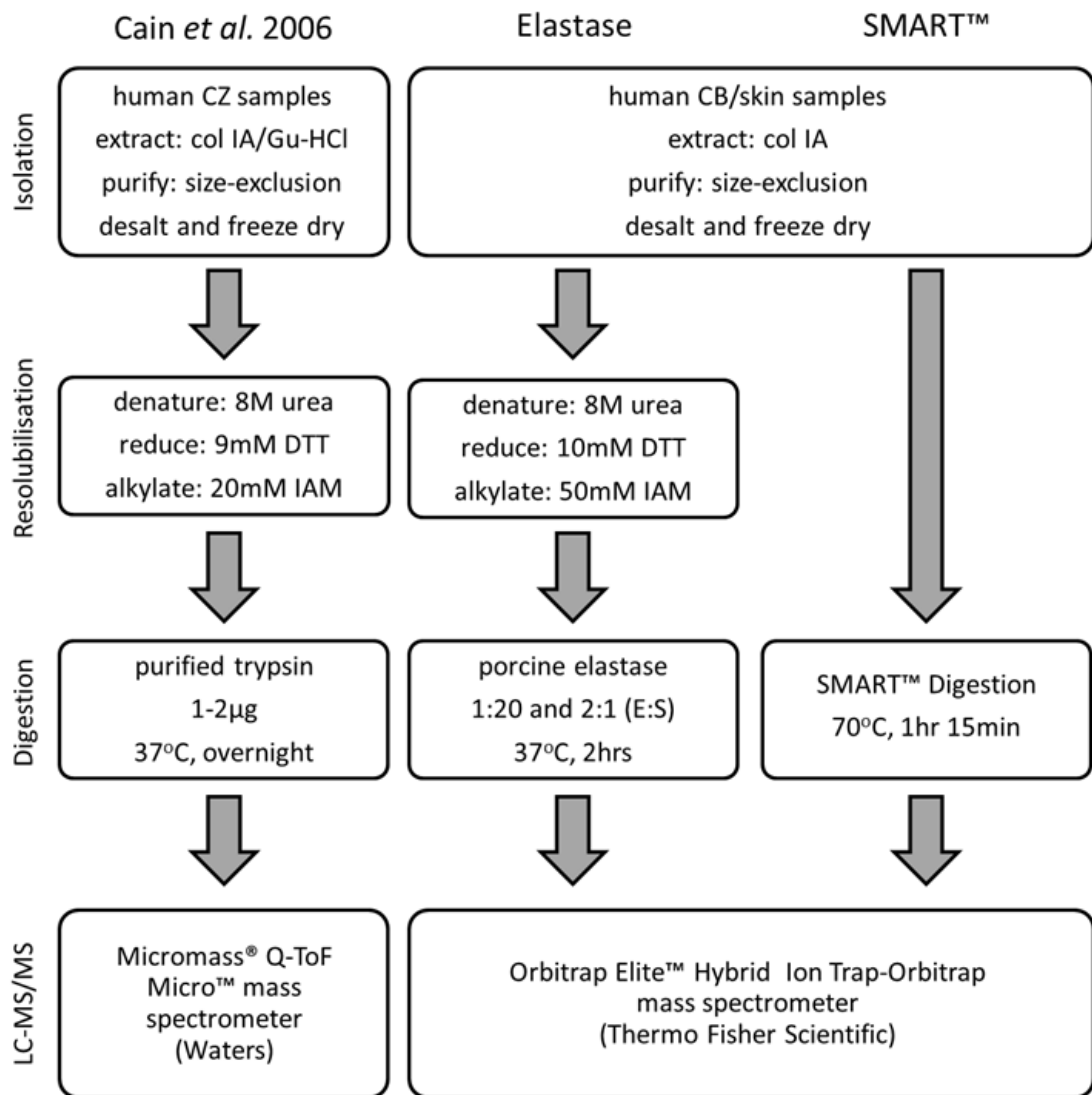 Cain et al. 2006
Elastase
SMART™
Isolation
human CZ samples
extract: col IA/Gu-HCl
purify: size-exclusion
desalt and freeze dry
human CB/skin samples
extract: col IA
purify: size-exclusion
desalt and freeze dry
Resolubilisation
denature: 8M urea
reduce: 9mM DTT
alkylate: 20mM IAM
denature: 8M urea
reduce: 10mM DTT
alkylate: 50mM IAM
Digestion
purified trypsin
1-2µg
37°C, overnight
porcine elastase
1:20 and 2:1 (E:S)
37°C, 2hrs
SMART™ Digestion
70°C, 1hr 15min
LC-MS/MS
Micromass® Q-ToF
Micro™ mass
spectrometer
(Waters)
Orbitrap Elite™ Hybrid Ion Trap-Orbitrap
mass spectrometer
(Thermo Fisher Scientific)